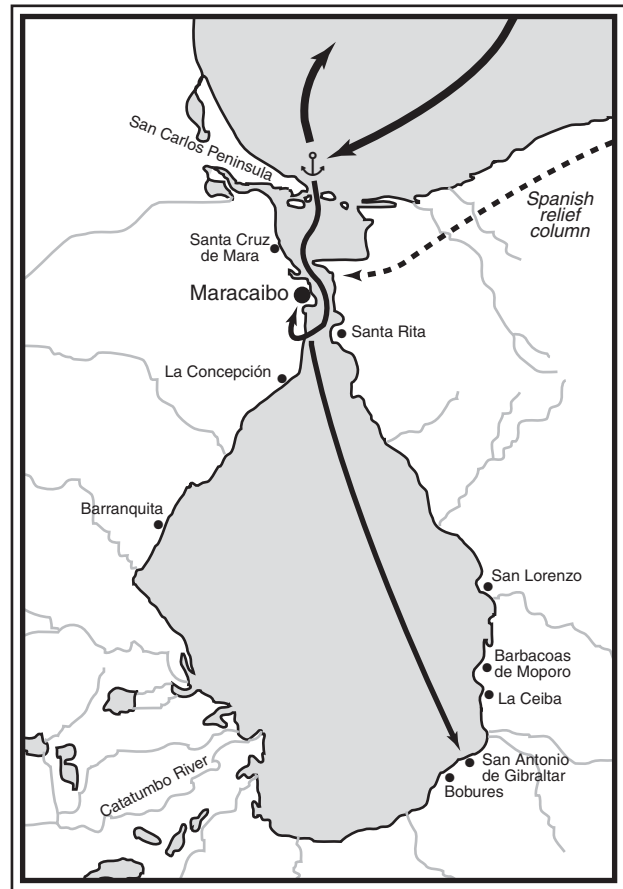 San Carlos Peninsula
Spanish
relief
column
Santa Cruz
de Mara
Maracaibo
Santa Rita
La Concepción
Barranquita
San Lorenzo
Barbacoas
de Moporo
La Ceiba
San Antonio
de Gibraltar
Bobures
Catatumbo River